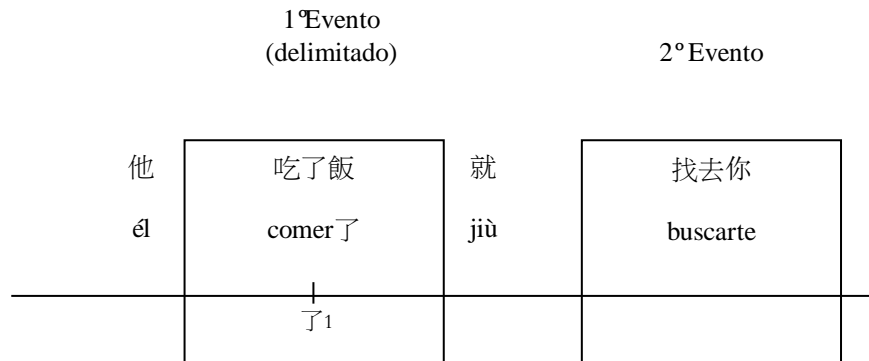 1ºEvento
(delimitado)
2º Evento
他 吃了飯 就 找去你
él comer了 jiù buscarte
了1